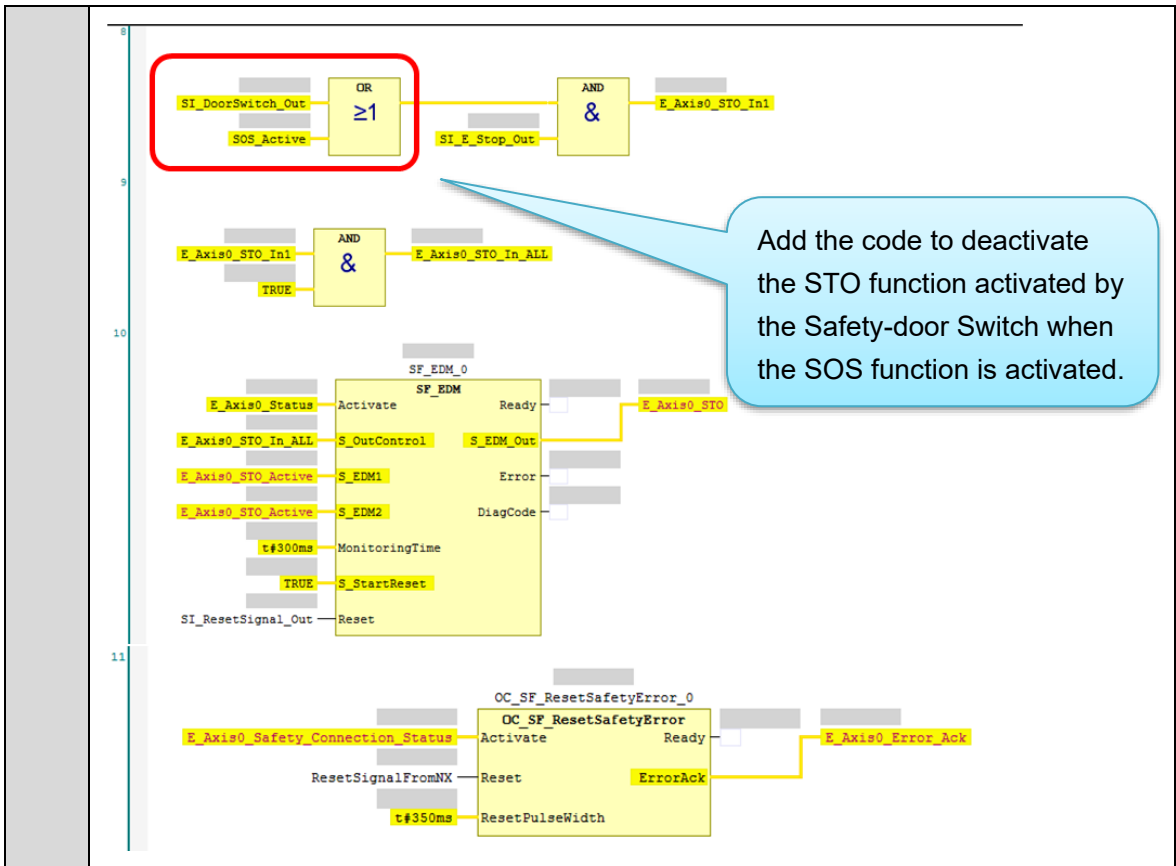 8
OR
AND
SI_DoorSwitch_Out
≥1
&
E_Axis0_STO_In1
SOS_Active
SI_E_Stop_Out
9
Add the code to deactivate
the STO function activated by
the Safety-door Switch when
the SOS function is activated.
AND
E_Axis0_STO_In1
&
E_Axis0_STO_In_ALL
TRUE
10
SF_EDM_0
SF_EDM
E_Axis0_Status
Activate
Ready
E_Axis0_STO
E_Axis0_STO_In_ALL
S_OutControl
S_EDM_Out
E_Axis0_STO_Active
S_EDM1
Error
E_Axis0_STO_Active
S_EDM2
DiagCode
t#300ms
MonitoringTime
TRUE
S_StartReset
SI_ResetSignal_Out
Reset
11
OC_SF_ResetSafetyError_0
OC_SF_ResetSafetyError
E_Axis0_Safety_Connection_Status
Activate
Ready
E_Axis0_Error_Ack
ResetSignalFromNX
Reset
ErrorAck
t#350ms
ResetPulseWidth